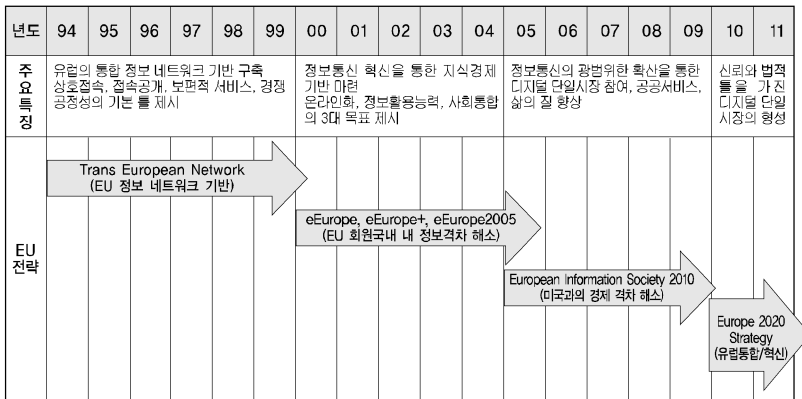 년도 94 95 96 97 98 99 00 01 02 03 04 05 06 07 08 09 10 11
주요특징
유럽의 통합 정보 네트워크 기반 구축
상호접속, 접속공개, 보편적 서비스, 경쟁
공정성의 기본 틀 제시
정보통신 혁신을 통한 지식경제
기반 마련
온라인화, 정보활용능력, 사회통합
의 3대 목표 제시
정보통신의 광범위한 확산을 통한
디지털 단일시장 참여, 공공서비스,
삶의 질 향상
신뢰와 법적
틀을 가진
디지털 단일
시장의 형성
EU
전략
Trans European Network
(EU 정보 네트워크 기반)
eEurope, eEurope+, eEurope2005
(EU 회원국내 내 정보격차 해소)
European Information Society 2010
(미국과의 경제 격차 해소)
Europe 2020
Strategy
(유럽통합/혁신)